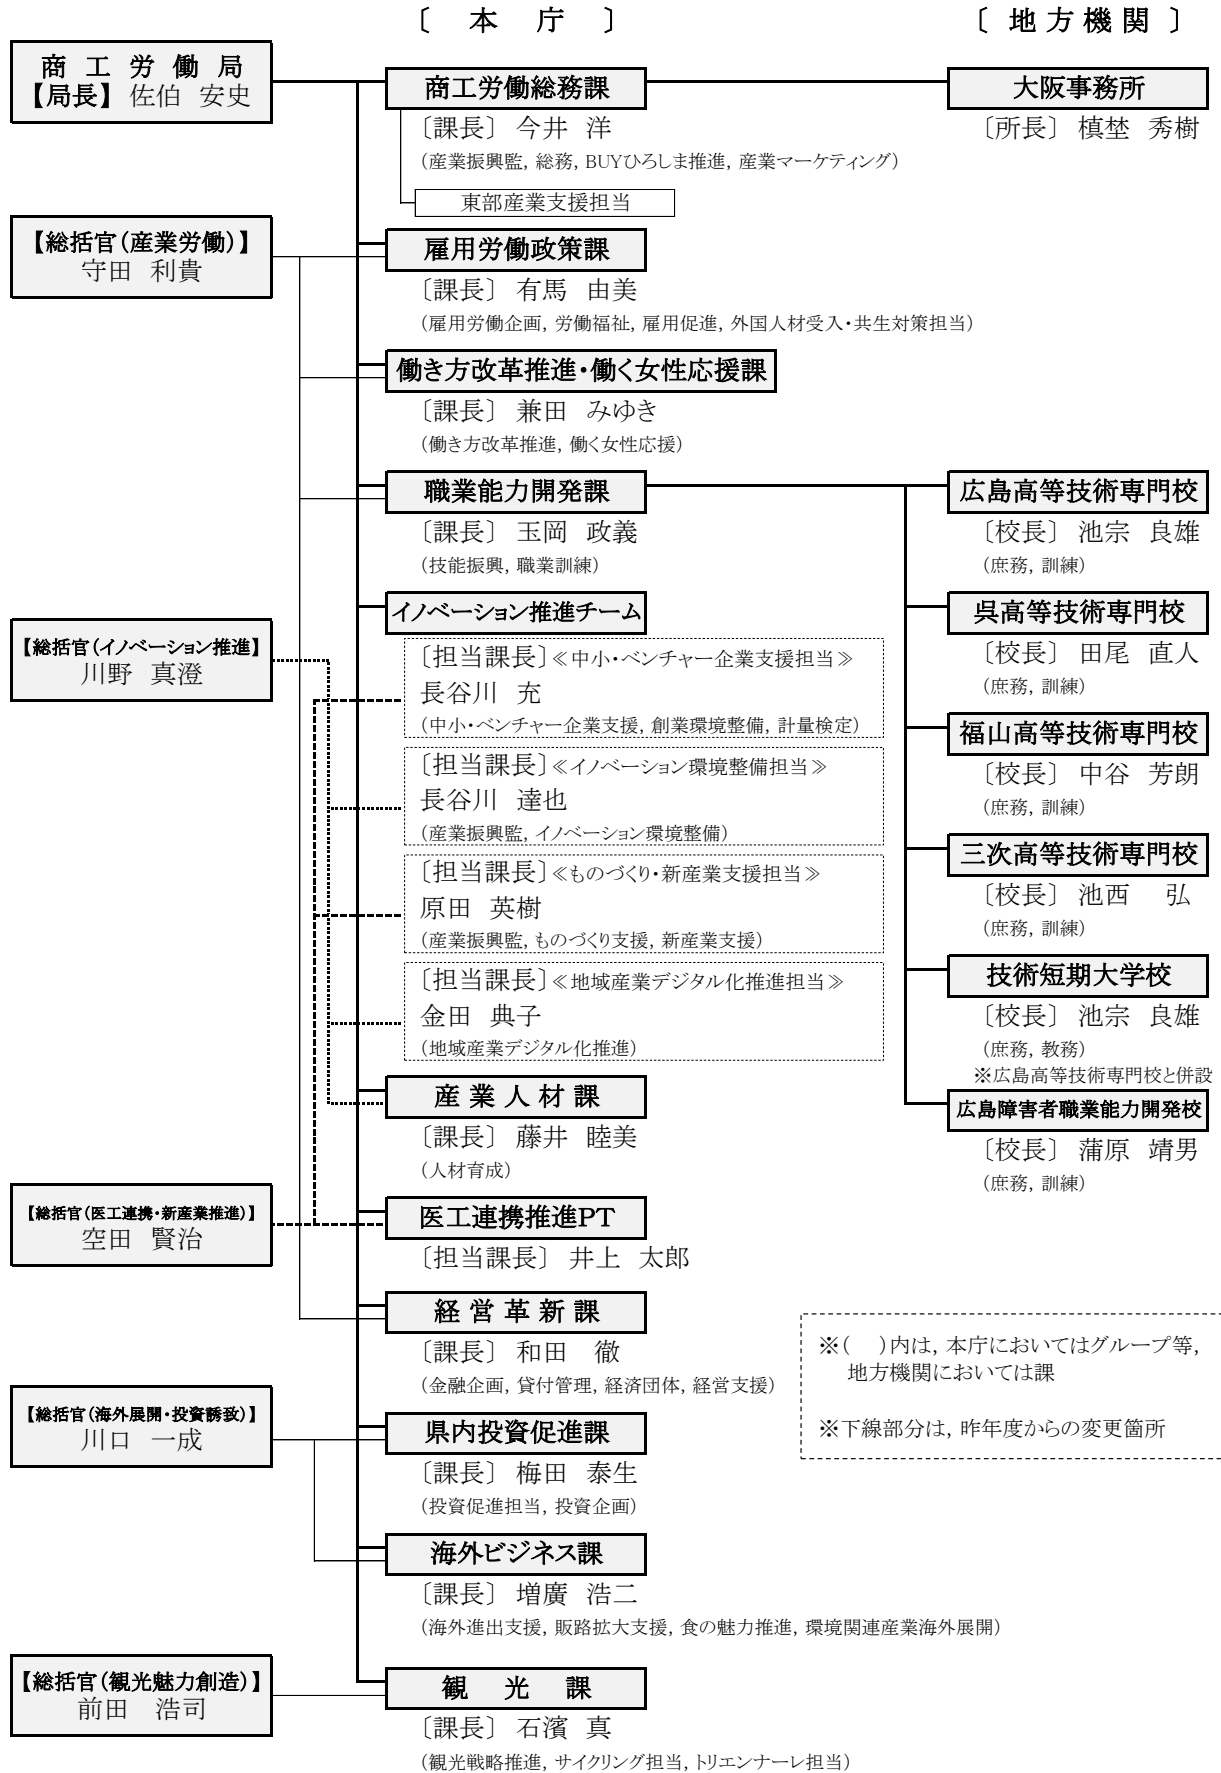 〔 本 庁 〕
〔 地 方 機 関 〕
商 工 労 働 局
【局長】 佐伯 安史
商工労働総務課
〔課長〕 今井 洋
(産業振興監, 総務, BUYひろしま推進, 産業マーケティング)
東部産業支援担当
大阪事務所
〔所長〕 槙埜 秀樹
【総括官(産業労働)】
守田 利貴
雇用労働政策課
〔課長〕 有馬 由美
(雇用労働企画, 労働福祉, 雇用促進, 外国人材受入・共生対策担当)
働き方改革推進・働く女性応援課
〔課長〕 兼田 みゆき
(働き方改革推進, 働く女性応援)
職業能力開発課
〔課長〕 玉岡 政義
(技能振興, 職業訓練)
広島高等技術専門校
〔校長〕 池宗 良雄
(庶務, 訓練)
呉高等技術専門校
〔校長〕 田尾 直人
(庶務, 訓練)
福山高等技術専門校
〔校長〕 中谷 芳朗
(庶務, 訓練)
三次高等技術専門校
〔校長〕 池西 弘
(庶務, 訓練)
技術短期大学校
〔校長〕 池宗 良雄
(庶務, 教務)
※広島高等技術専門校と併設
広島障害者職業能力開発校
〔校長〕 蒲原 靖男
(庶務, 訓練)
【総括官(イノベーション推進】
川野 真澄
イノベーション推進チーム
[担当課長]≪中小・ベンチャー企業支援担当≫
長谷川 充
(中小・ベンチャー企業支援, 創業環境整備, 計量検定)
[担当課長]≪イノベーション環境整備担当≫
長谷川 達也
(産業振興監, イノベーション環境整備)
[担当課長]≪ものづくり・新産業支援担当≫
原田 英樹
(産業振興監, ものづくり支援, 新産業支援)
[担当課長]≪地域産業デジタル化推進担当≫
金田 典子
(地域産業デジタル化推進)
産 業 人 材 課
〔課長〕 藤井 睦美
(人材育成)
【総括官(医工連携・新産業推進)】
空田 賢治
医工連携推進PT
〔担当課長〕 井上 太郎
経 営 革 新 課
〔課長〕 和田 徹
(金融企画, 貸付管理, 経済団体, 経営支援)
【総括官(海外展開・投資誘致)】
川口 一成
県内投資促進課
〔課長〕 梅田 泰生
(投資促進担当, 投資企画)
海外ビジネス課
〔課長〕 増廣 浩二
(海外進出支援, 販路拡大支援, 食の魅力推進, 環境関連産業海外展開)
【総括官(観光魅力創造)】
前田 浩司
観 光 課
〔課長〕 石濱 真
(観光戦略推進, サイクリング担当, トリエンナーレ担当)
※( )内は, 本庁においてはグループ等,
地方機関においては課
※下線部分は, 昨年度からの変更箇所